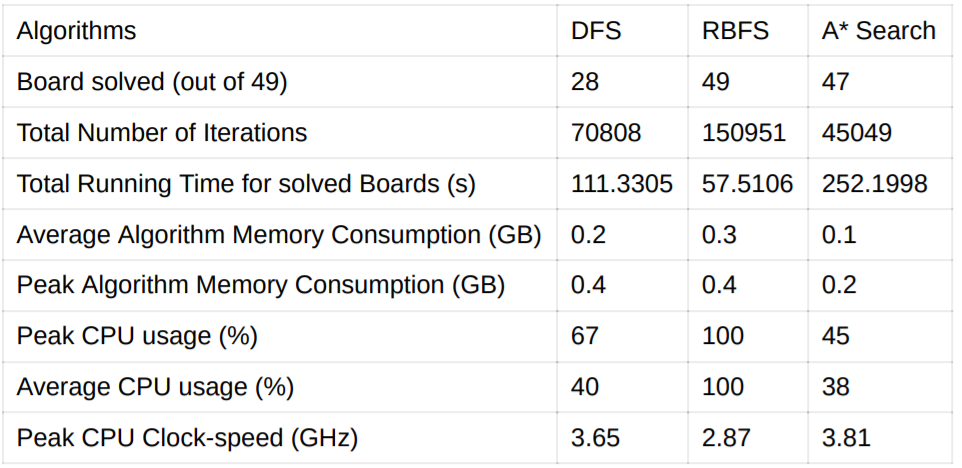 Algorithms DFS RBFS A* Search
Board solved (out of 49) 28 49 47
Total Number of Iterations 70808 150951 45049
Total Running Time for solved Boards (s) 111.3305 57.5106 252.1998
Average Algorithm Memory Consumption (GB) 0.2 0.3 0.1
Peak Algorithm Memory Consumption (GB) 0.4 0.4 0.2
Peak CPU usage (%) 67 100 45
Average CPU usage (%) 40 100 38
Peak CPU Clock-speed (GHz) 3.65 2.87 3.81